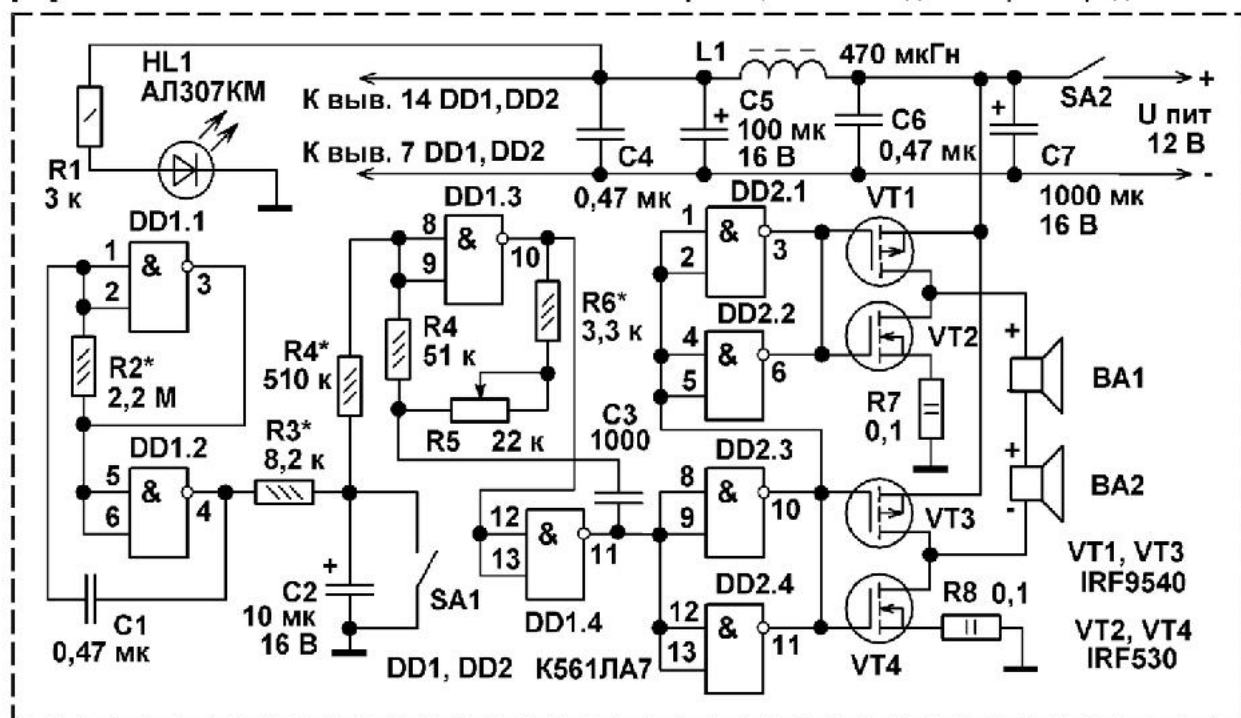 HL1
АЛ307КМ
R1
3 к
К выв. 14 DD1, DD2
К выв. 7 DD1, DD2
C4
0,47 мк
L1
470 мкГн
+
C5
100 мк
16 В
C6
0,47 мк
+
C7
1000 мк
16 В
SA2
+
U пит
12 В
-
DD1.1
1
2
&
3
R2*
2,2 М
DD1.2
5
6
&
4
C1
0,47 мк
R3*
8,2 к
R4*
510 к
+
C2
10 мк
16 В
SA1
DD1.3
8
9
&
10
R4
51 к
R6*
3,3 к
R5 22 к
C3
1000
12
13
&
11
DD1.4
DD1, DD2 К561ЛА7
DD2.1
1
2
&
3
DD2.2
4
5
&
6
DD2.3
8
9
&
10
DD2.4
12
13
&
11
VT1
VT2
R7
0,1
VT3
VT4
R8 0,1
+
BA1
-
+
BA2
-
VT1, VT3
IRF9540
VT2, VT4
IRF530